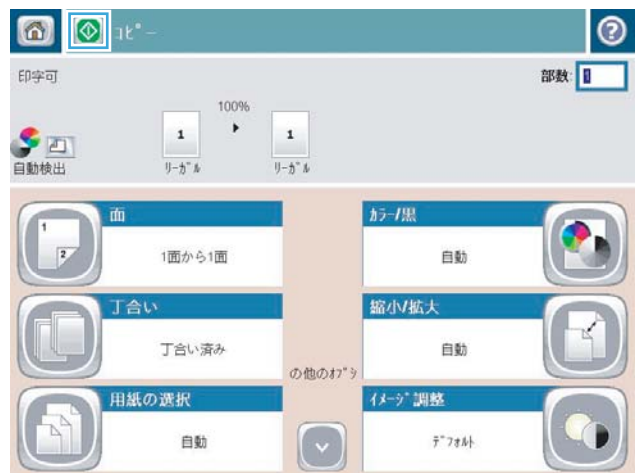 コピー
印字可
部数: 1
100%
1
1
自動検出
リーガル
リーガル
面
カラー/黒
1
2
1面から1面
自動
丁合い
縮小/拡大
丁合い済み
自動
の他のオプシ
用紙の選択
イメージ調整
自動
デフォルト